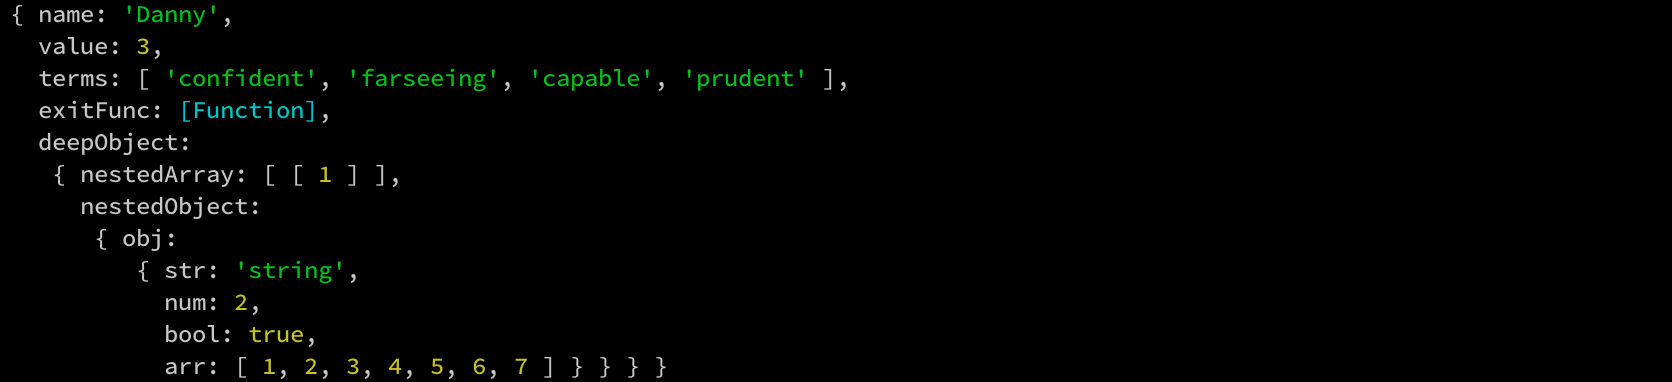 { name: 'Danny',
  value: 3,
  terms: [ 'confident', 'farseeing', 'capable', 'prudent' ],
  exitFunc: [Function],
  deepObject:
   { nestedArray: [ [ 1 ] ],
     nestedObject:
      { obj:
         { str: 'string',
           num: 2,
           bool: true,
           arr: [ 1, 2, 3, 4, 5, 6, 7 ] } } } }